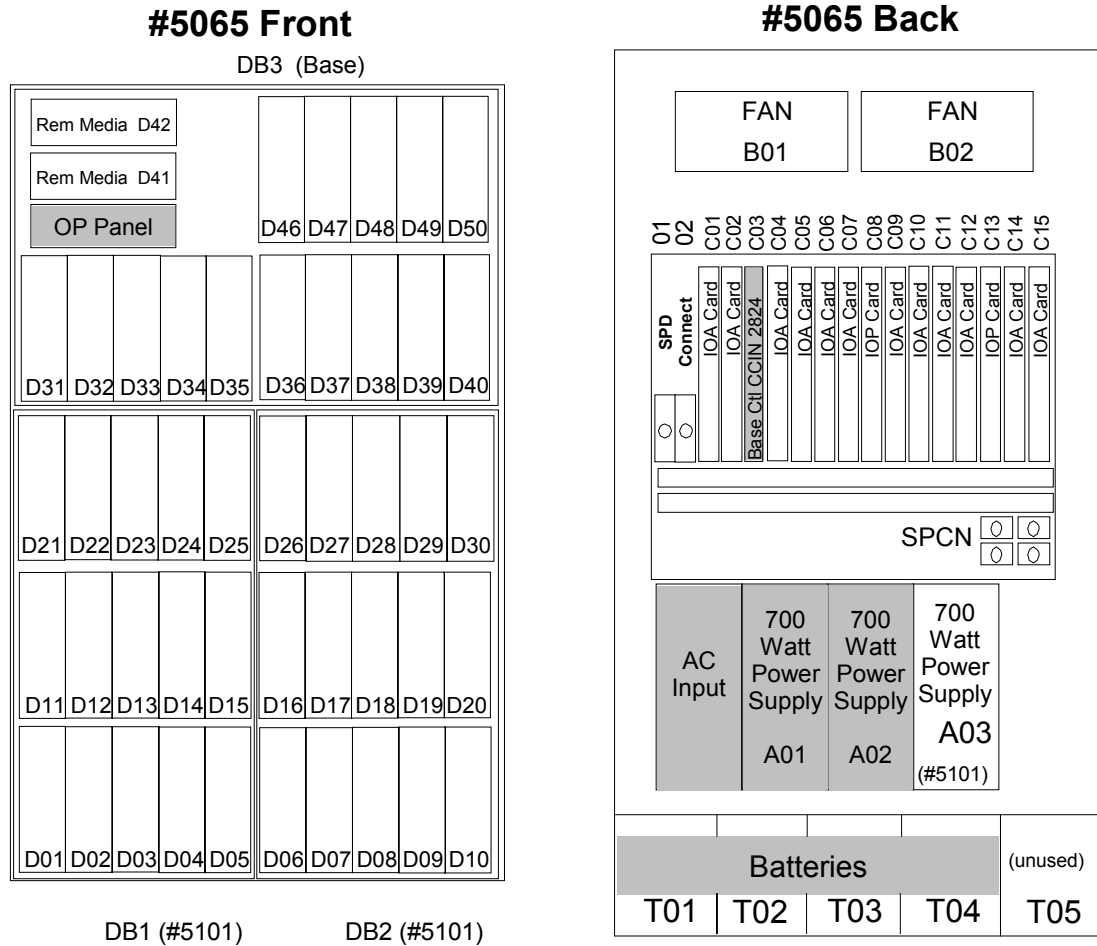 #5065 Front
DB3 (Base)
Rem Media D42
Rem Media D41
OP Panel
D46 D47 D48 D49 D50
D31 D32 D33 D34 D35 D36 D37 D38 D39 D40
D21 D22 D23 D24 D25 D26 D27 D28 D29 D30
D11 D12 D13 D14 D15 D16 D17 D18 D19 D20
D01 D02 D03 D04 D05 D06 D07 D08 D09 D10
DB1 (#5101) DB2 (#5101)
#5065 Back
FAN
B01
FAN
B02
01
02
C01
C02
C03
C04
C05
C06
C07
C08
C09
C10
C11
C12
C13
C14
C15
SPD
Connect
IOA Card
IOA Card
Base Ctl CCIN 2824
IOA Card
IOA Card
IOA Card
IOA Card
IOP Card
IOA Card
IOA Card
IOA Card
IOA Card
IOP Card
IOA Card
IOA Card
SPCN
AC
Input
700
Watt
Power
Supply
A01
700
Watt
Power
Supply
A02
700
Watt
Power
Supply
A03
(#5101)
Batteries
(unused)
T01 T02 T03 T04 T05